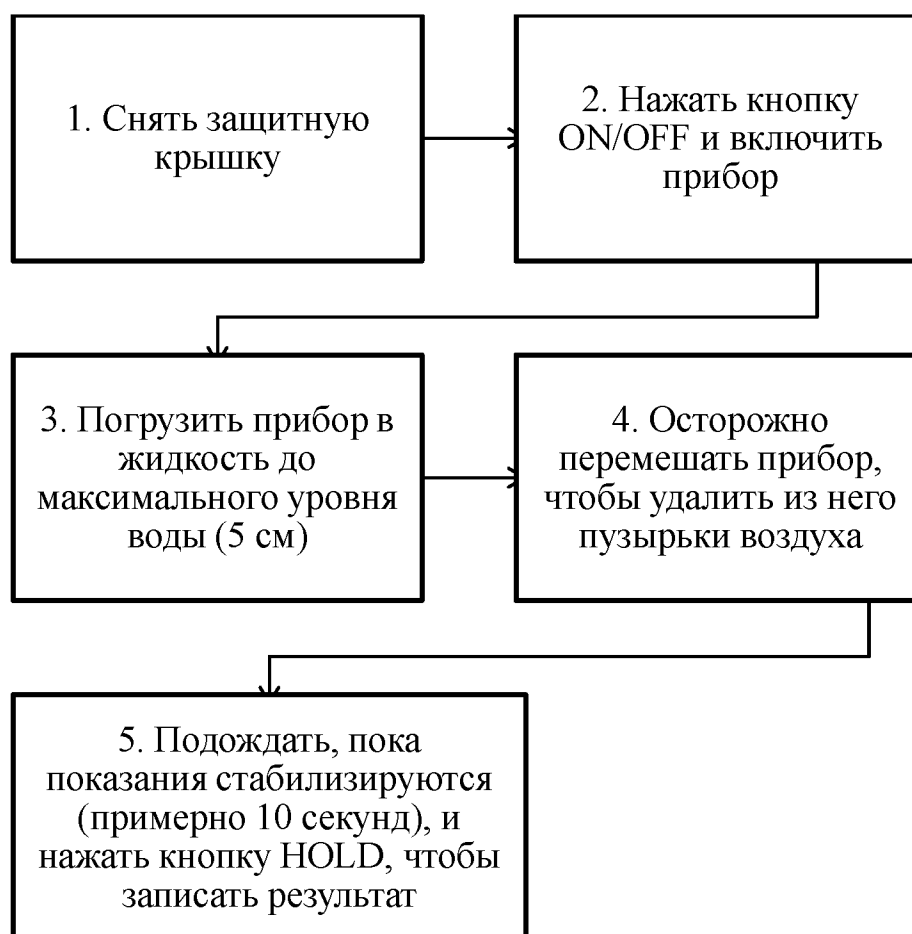 1. Снять защитную
крышку
2. Нажать кнопку
ON/OFF и включить
прибор
3. Погрузить прибор в
жидкость до
максимального уровня
воды (5 см)
4. Осторожно
перемешать прибор,
чтобы удалить из него
пузырьки воздуха
5. Подождать, пока
показания стабилизируются
(примерно 10 секунд), и
нажать кнопку HOLD, чтобы
записать результат